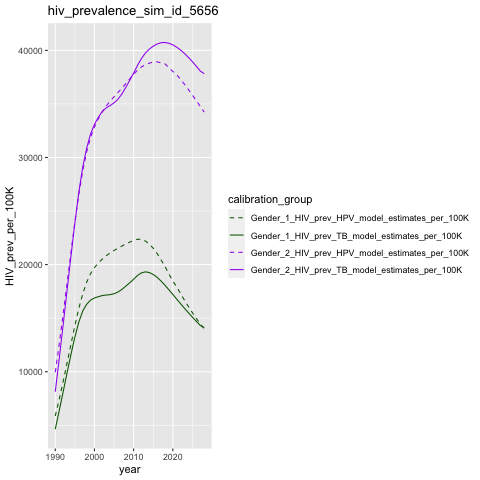 hiv_prevalence_sim_id_5656
40000
30000
20000
10000
HIV_prev_per_100K
1990
2000
2010
2020
year
calibration_group
Gender_1_HIV_prev_HPV_model_estimates_per_100K
Gender_1_HIV_prev_TB_model_estimates_per_100K
Gender_2_HIV_prev_HPV_model_estimates_per_100K
Gender_2_HIV_prev_TB_model_estimates_per_100K